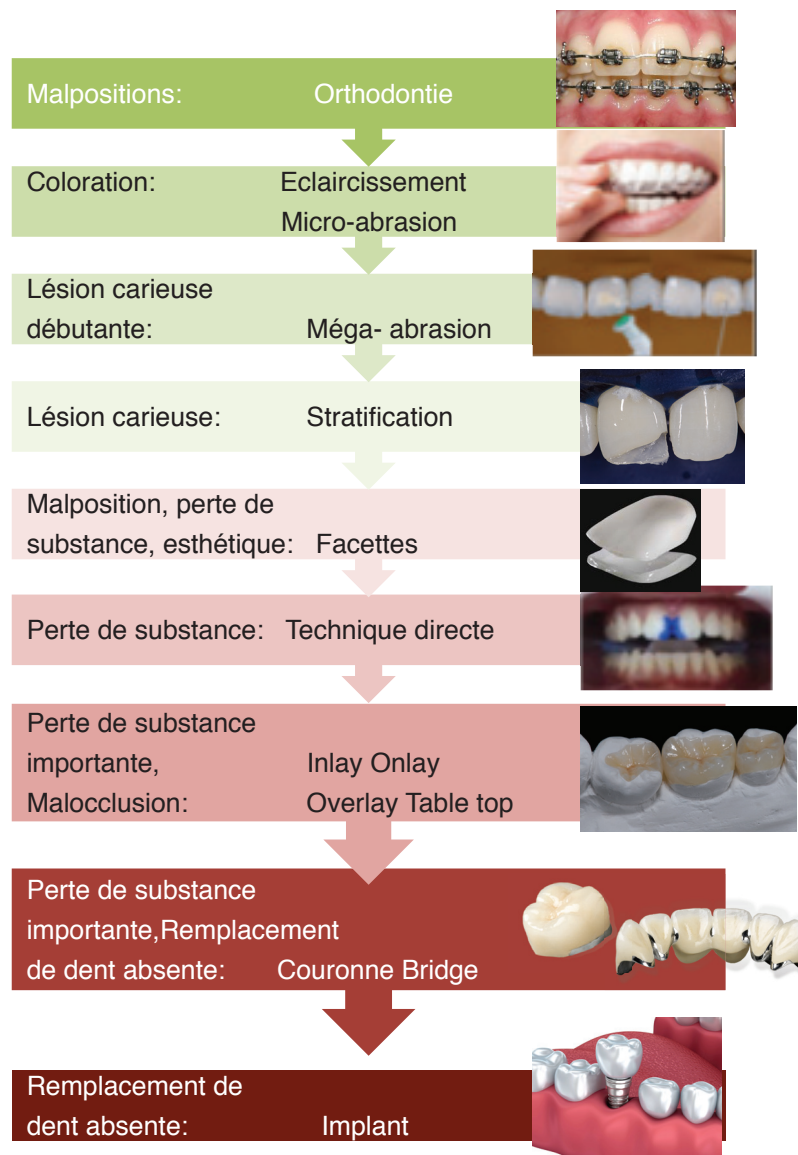 Malpositions: Orthodontie
Coloration: Eclaircissement
Micro-abrasion
Lésion carieuse
débutante: Méga- abrasion
Lésion carieuse: Stratification
Malposition, perte de
substance, esthétique: Facettes
Perte de substance: Technique directe
Perte de substance
importante, Inlay Onlay
Malocclusion: Overlay Table top
Perte de substance
importante,Remplacement
de dent absente: Couronne Bridge
Remplacement de
dent absente: Implant